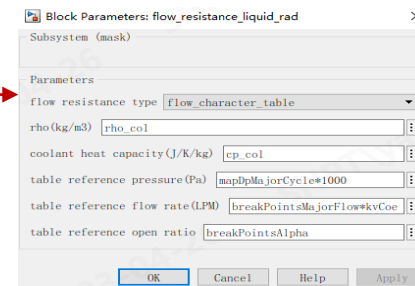 Block Parameters: flow_resistance_liquid_rad
Subsystem (mask)
Parameters
flow resistance type flow_character_table
rho(kg/m3) rho_col
coolant heat capacity(J/K/kg) cp_col
table reference pressure(Pa) mapDpMajorCycle*1000
table reference flow rate(LPM) breakPointsMajorFlow*kvCoe
table reference open ratio breakPointsAlpha
OK Cancel Help Apply